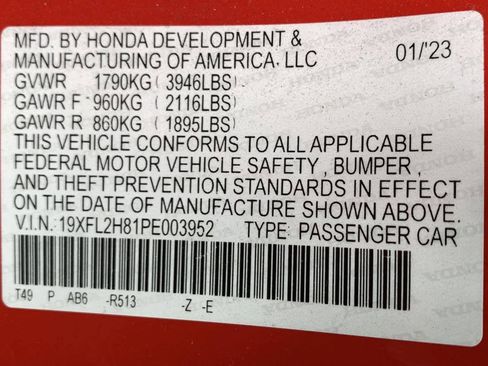 MFD. BY HONDA DEVELOPMENT &
MANUFACTURING OF AMERICA, LLC 01/'23
GVWR 1790KG (3946LBS)
GAWR F 960KG (2116LBS)
GAWR R 860KG (1895LBS)
THIS VEHICLE CONFORMS TO ALL APPLICABLE
FEDERAL MOTOR VEHICLE SAFETY, BUMPER,
AND THEFT PREVENTION STANDARDS IN EFFECT
ON THE DATE OF MANUFACTURE SHOWN ABOVE.
V.I.N. 19XFL2H81PE003952 TYPE: PASSENGER CAR
T49 P AB6 -R513 -Z -E